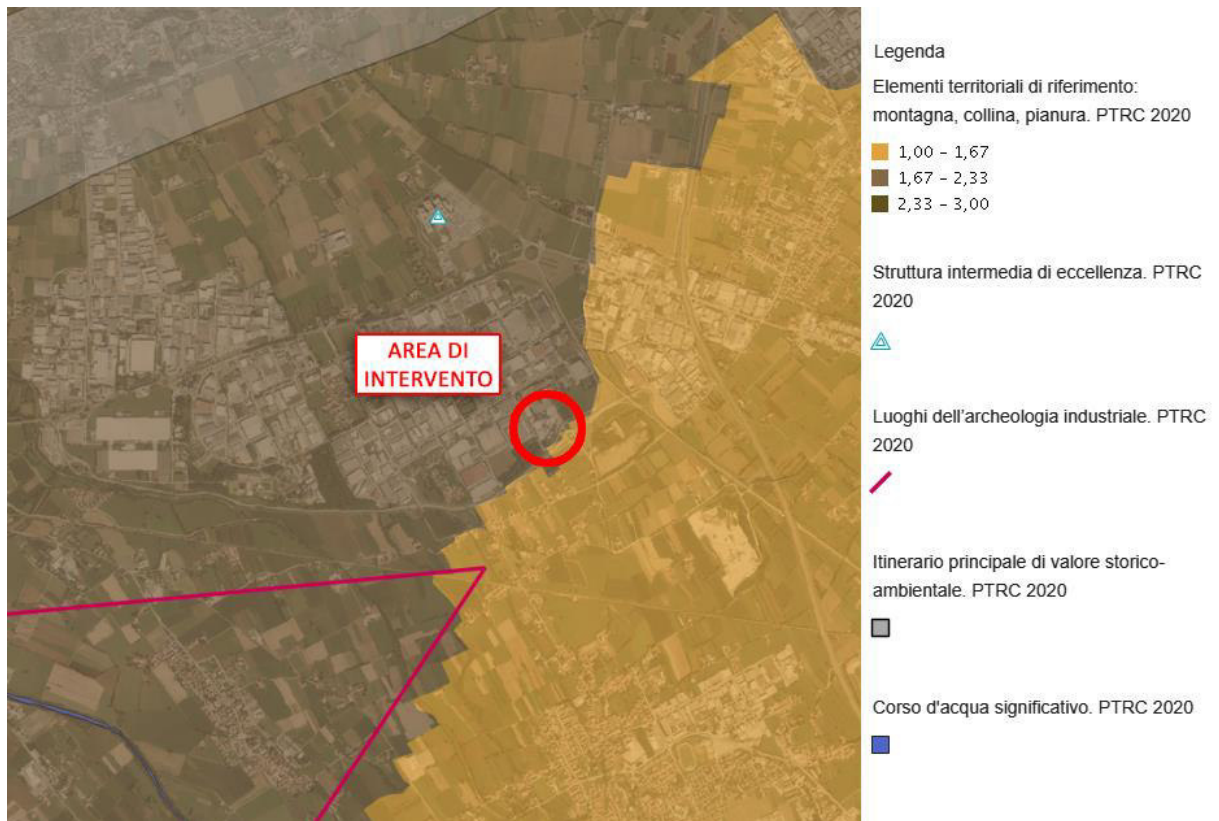 AREA DI
INTERVENTO
Legenda
Elementi territoriali di riferimento:
montagna, collina, pianura. PTRC 2020
1,00 - 1,67
1,67 - 2,33
2,33 - 3,00
Struttura intermedia di eccellenza. PTRC
2020
Luoghi dell'archeologia industriale. PTRC
2020
Itinerario principale di valore storico-
ambientale. PTRC 2020
Corso d'acqua significativo. PTRC 2020